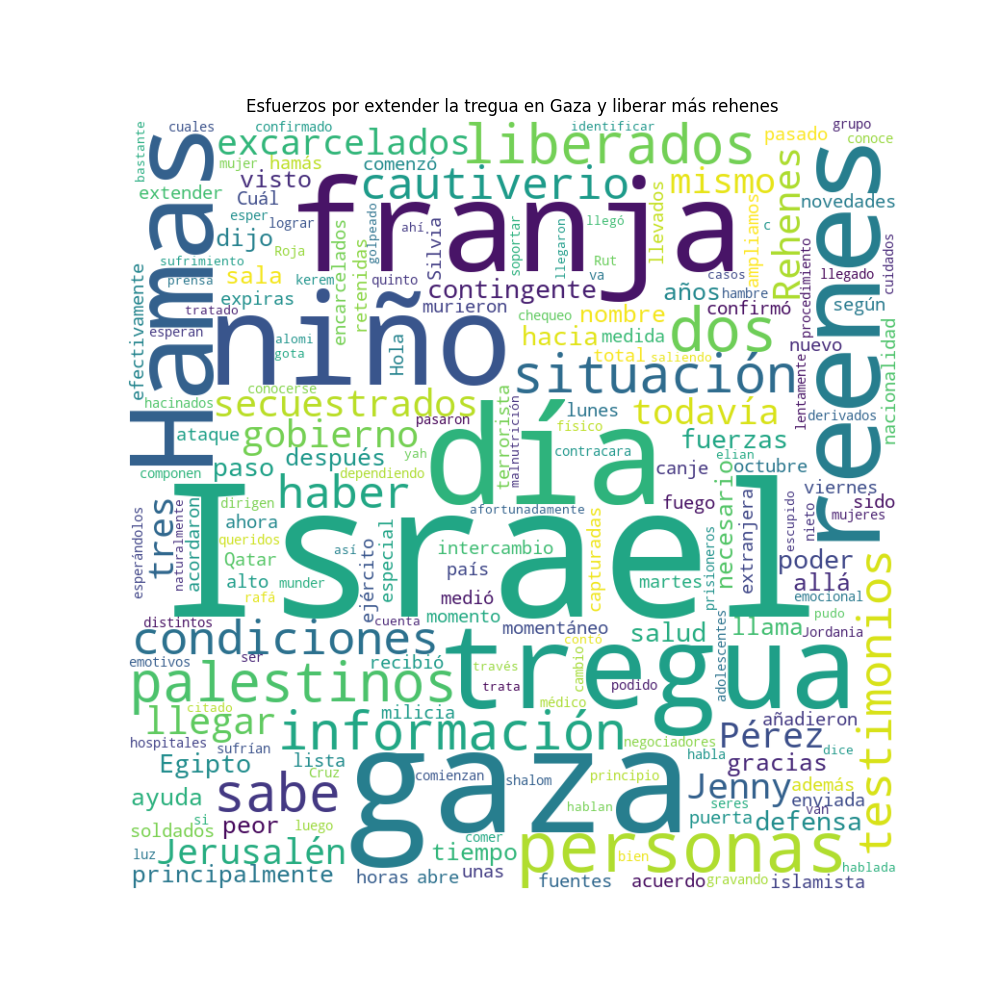 Esfuerzos por extender la tregua en Gaza y liberar más rehenes
bastante
cuales
confirmado
identificar
grupo
conoce
excarcelados
liberados
pasado
mujer
hamás
comenzó
extender
visto
cautiverio
mismo
Rehenes
novedades
Hamas
Cuál
franja
rehenes
esper
lograr
golpeado
ahí
Silvia
soportar
llegó
llegaron
llevados
ampliamos
c
dijo
Roja
encarcelados
retenidas
Rut
procedimiento
sufrimiento
sala
prensa
kerem
quinto
va
casos
llegado
cuidados
efectivamente
expiras
contingente
años
hambre
tratado
murieron
nombre
confirmó
según
esperan
niño
Hola
chequeo
hacia
medida
dos
lentamente
nuevo
nacionalidad
alomi
gota
total
saliendo
hacinados
conocerse
situación
secuestrados
día
terrorista
malnutrición
lunes
todavía
derivados
pasaron
físico
ataque
gobierno
yah
contracara
fuerzas
componen
paso
después
dependiendo
canje
elian
octubre
viernes
esperándolos
tres
naturalmente
acordaron
dirigen
haber
Israel
afortunadamente
capturadas
fuego
necesario
extranjera
escupido
nieto
sido
mujeres
ahora
queridos
así
ejército
especial
intercambio
prisioneros
poder
Qatar
alto
munder
país
martes
allá
rafá
medió
emocional
distintos
cuenta
momento
momentáneo
salud
adolescentes
llama
pudo
Jordania
testimonios
condiciones
tregua
contó
cambio
emotivos
ser
recibió
través
palestinos
trata
médico
podido
citado
milicia
añadieron
llegar
información
Pérez
hospitales
sufrían
negociadores
habla
dice
Egipto
lista
Cruz
gaza
comienzan
shalom
principio
gracias
sabe
Jenny
además
ayuda
hablan
seres
enviada
van
soldados
si
peor
luego
puerta
defensa
comer
luz
Jerusalén
tiempo
personas
bien
hablada
principalmente
horas
abre
unas
fuentes
acuerdo
gravando
islamista